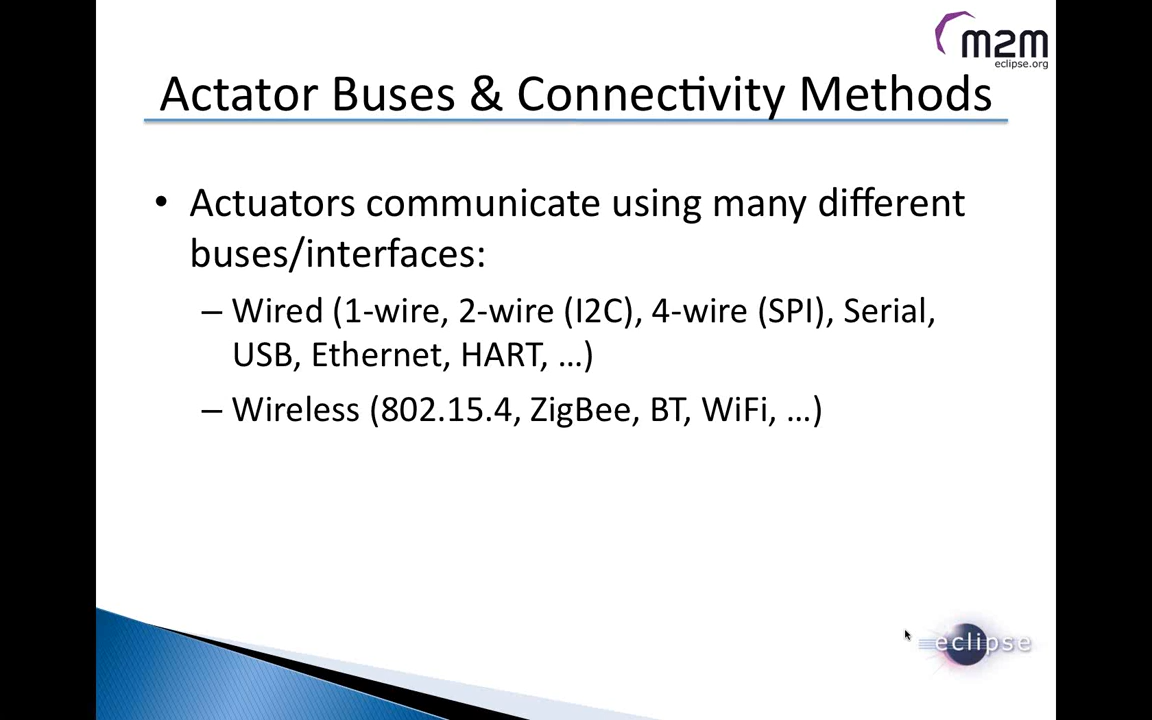 m2m
eclipse.org
Actator Buses & Connectivity Methods
• Actuators communicate using many different
buses/interfaces:
– Wired (1-wire, 2-wire (I2C), 4-wire (SPI), Serial,
USB, Ethernet, HART, …)
– Wireless (802.15.4, ZigBee, BT, WiFi, …)
eclipse